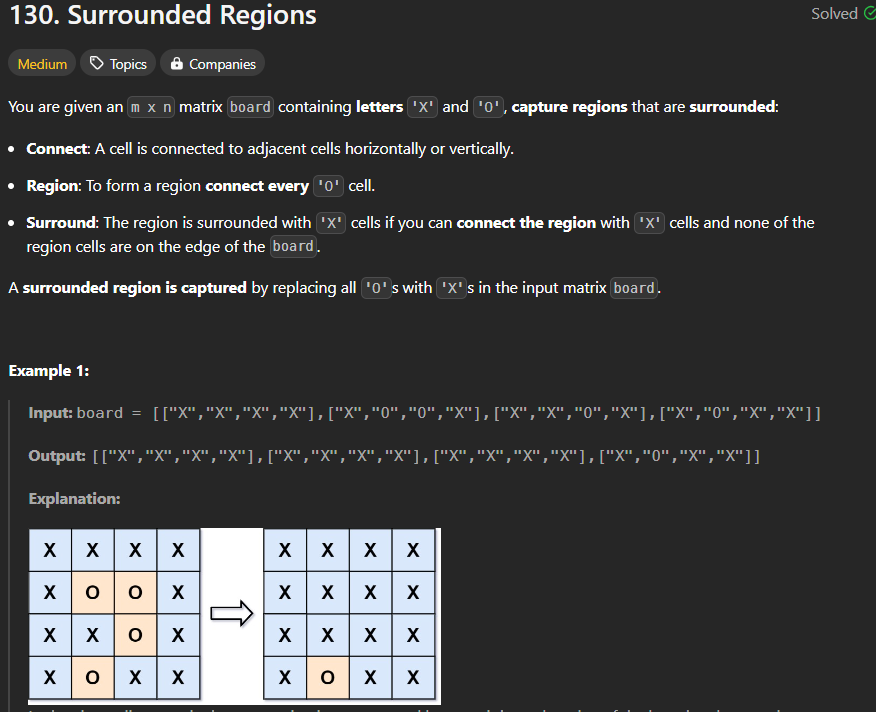 130. Surrounded Regions
Solved
Medium
Topics
Companies
You are given an m x n matrix board containing letters 'X' and 'O', capture regions that are surrounded:
• Connect: A cell is connected to adjacent cells horizontally or vertically.
• Region: To form a region connect every 'O' cell.
• Surround: The region is surrounded with 'X' cells if you can connect the region with 'X' cells and none of the
region cells are on the edge of the board.
A surrounded region is captured by replacing all 'O's with 'X's in the input matrix board.
Example 1:
Input: board = [["X","X","X","X"],["X","O","O","X"],["X","X","O","X"],["X","O","X","X"]]
Output: [["X","X","X","X"],["X","X","X","X"],["X","X","X","X"],["X","O","X","X"]]
Explanation:
X X X X X X X X
X O O X X X X X
X X O X X X X X
X O X X X O X X